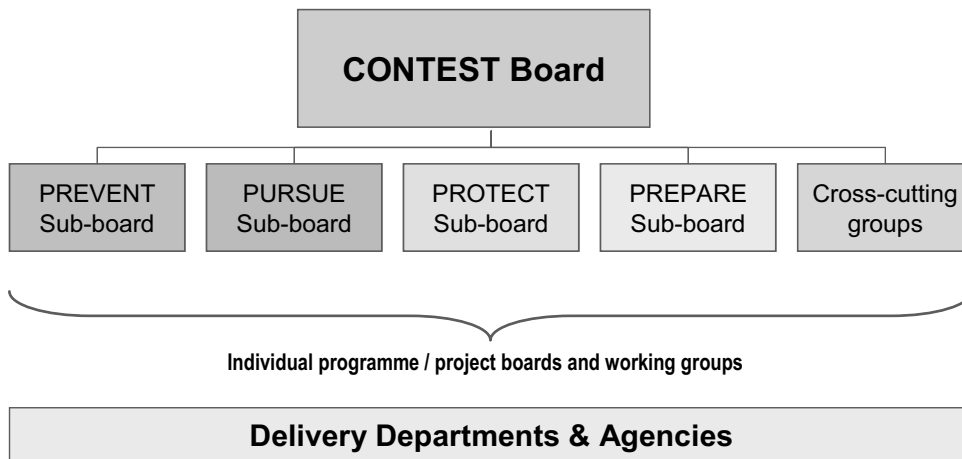 CONTEST Board
PREVENT
Sub-board
PURSUE
Sub-board
PROTECT
Sub-board
PREPARE
Sub-board
Cross-cutting
groups
Individual programme / project boards and working groups
Delivery Departments & Agencies